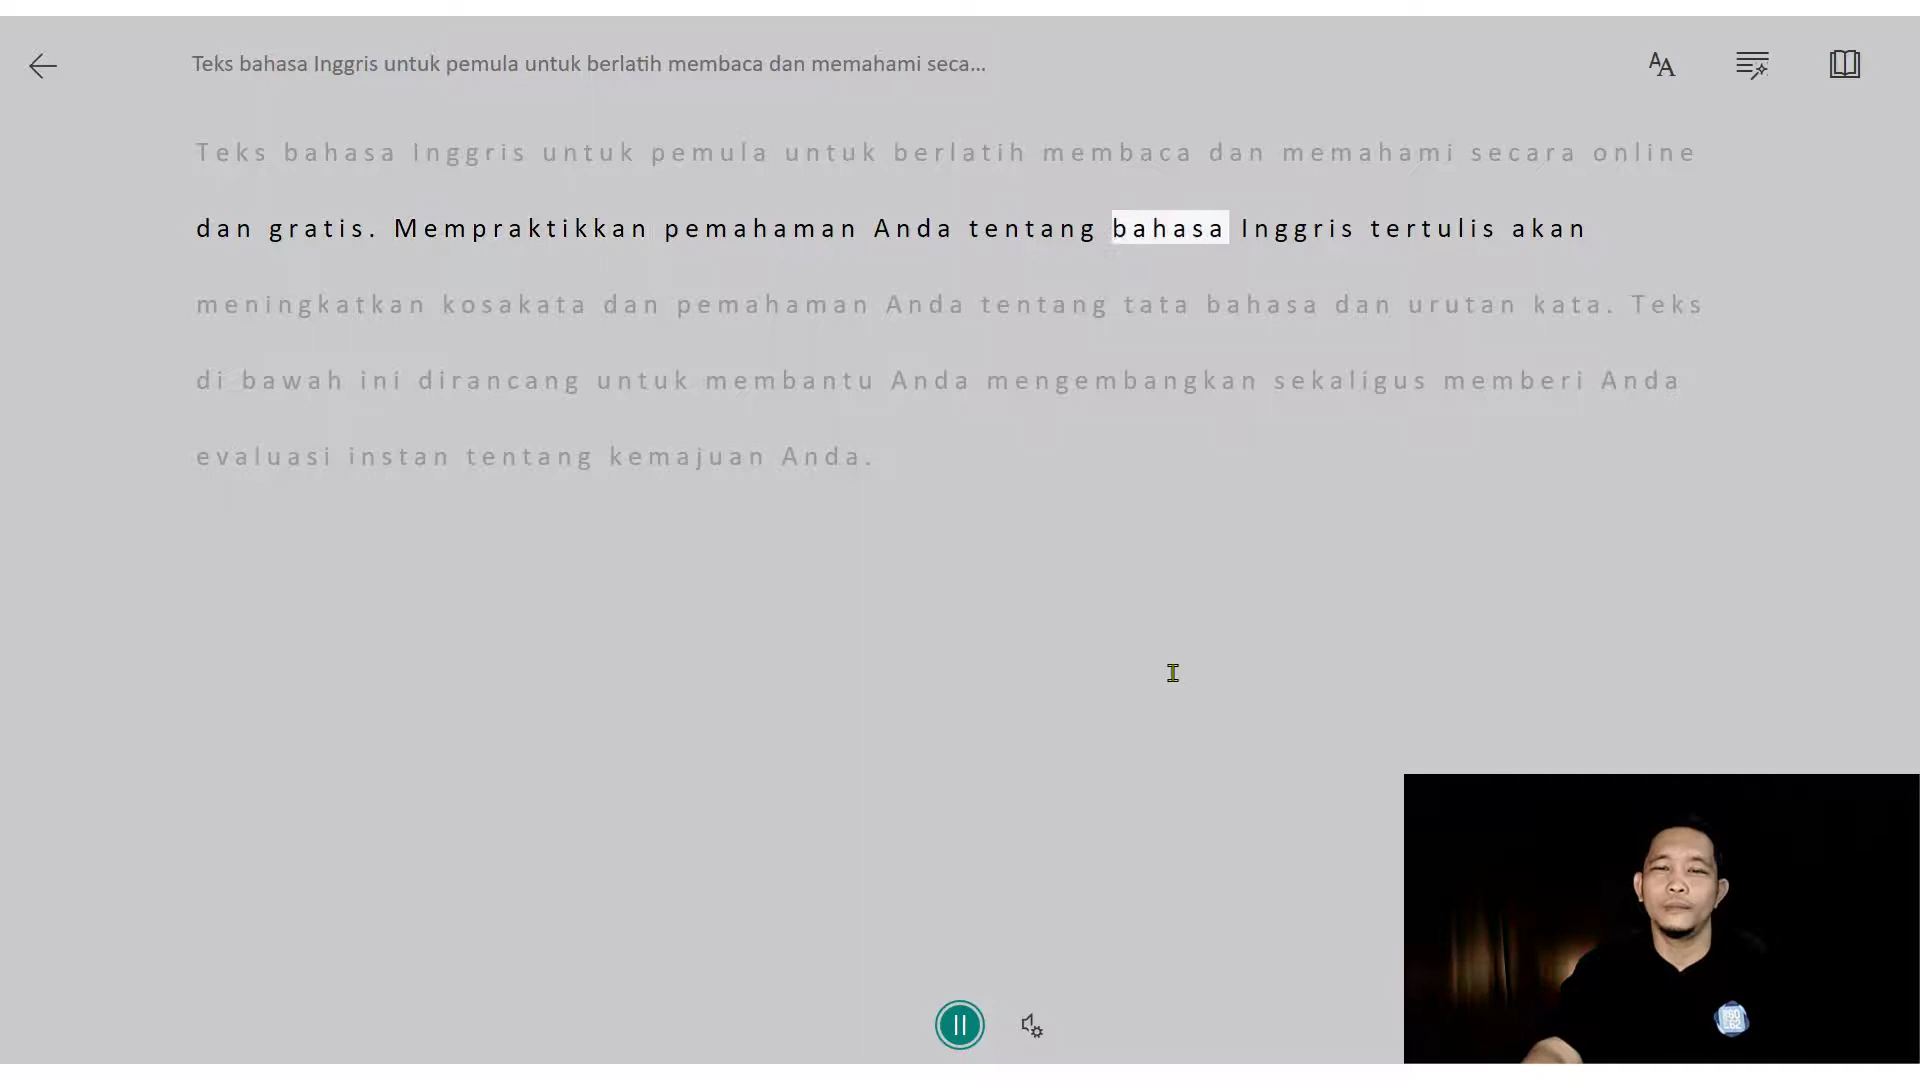 Teks bahasa Inggris untuk pemula untuk berlatih membaca dan memahami seca...
Teks bahasa Inggris untuk pemula untuk berlatih membaca dan memahami secara online
dan gratis. Mempraktikkan pemahaman Anda tentang bahasa Inggris tertulis akan
meningkatkan kosakata dan pemahaman Anda tentang tata bahasa dan urutan kata. Teks
di bawah ini dirancang untuk membantu Anda mengembangkan sekaligus memberi Anda
evaluasi instan tentang kemajuan Anda.